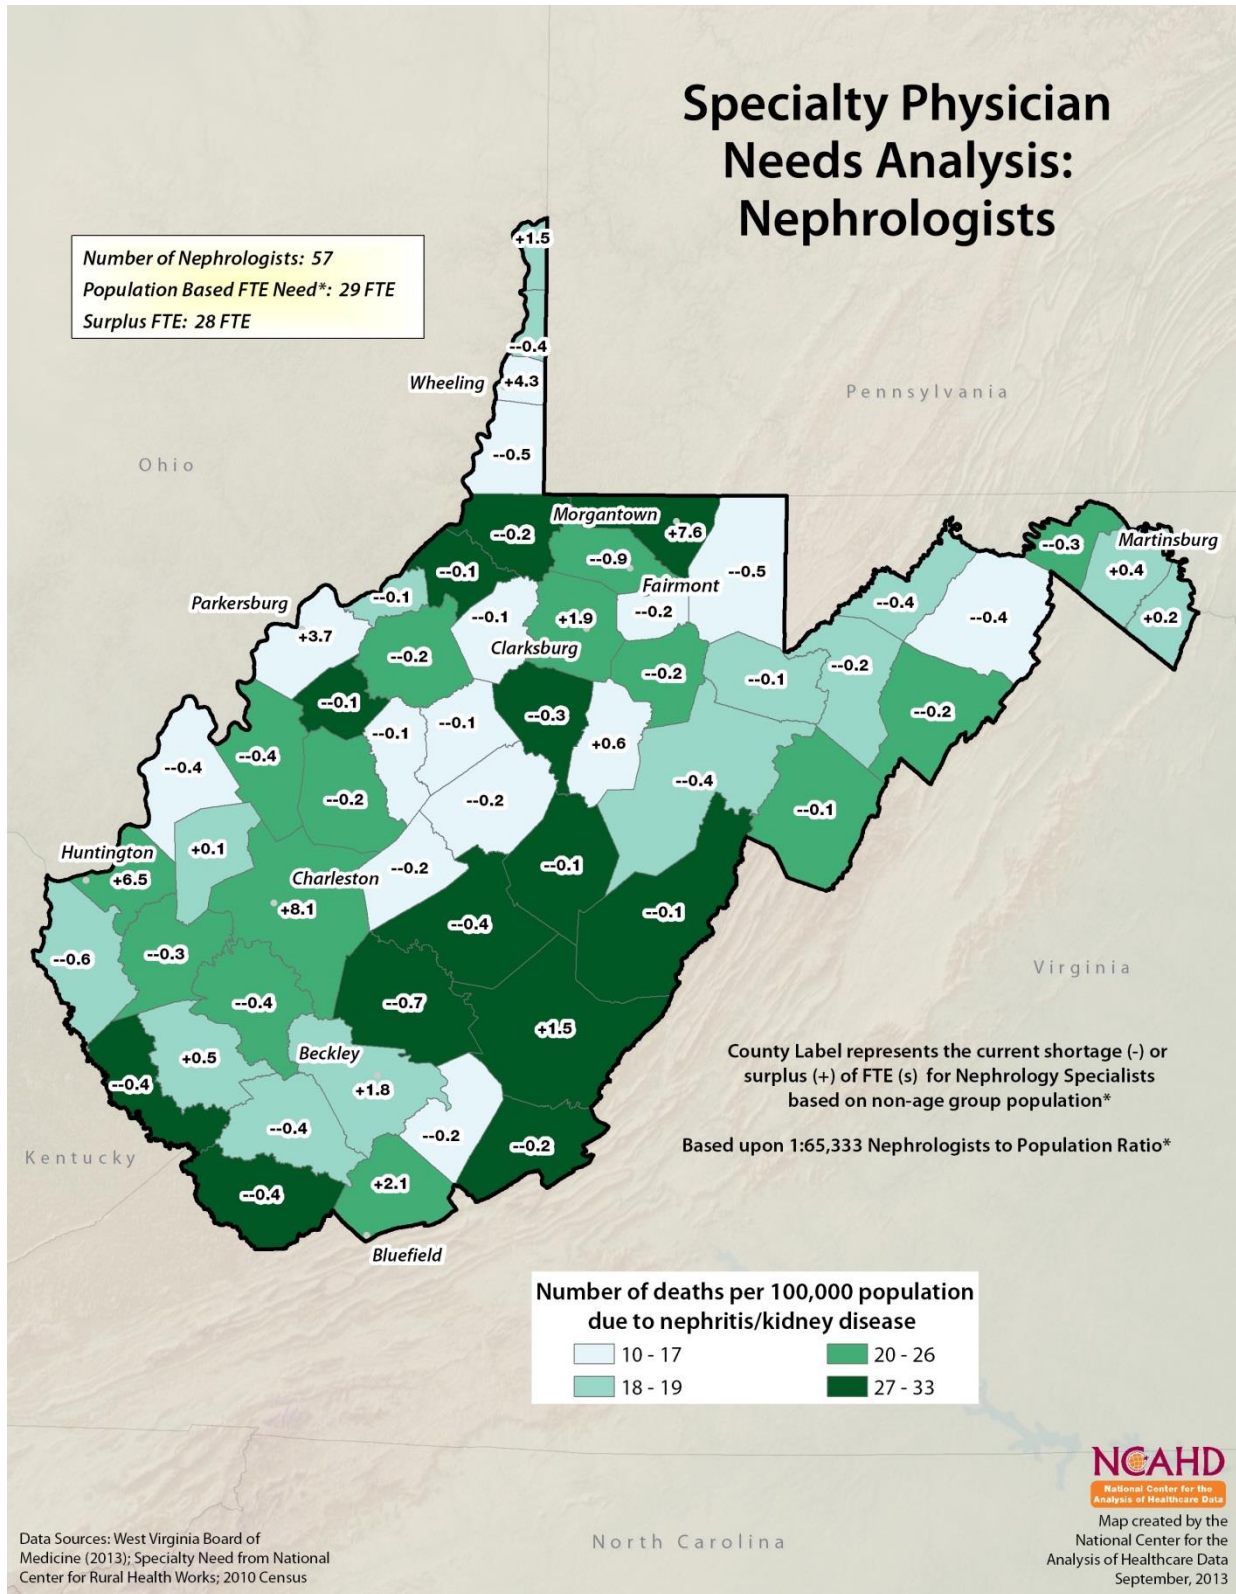 Specialty Physician
Needs Analysis:
Nephrologists
Number of Nephrologists: 57
Population Based FTE Need*: 29 FTE
Surplus FTE: 28 FTE
+1.5
--0.4
Wheeling
+4.3
Pennsylvania
--0.5
Ohio
Morgantown
--0.2
+7.6
--0.3
Martinsburg
--0.9
--0.1
--0.5
+0.4
Fairmont
Parkersburg
--0.1
--0.1
+1.9
--0.2
--0.4
--0.4
+0.2
+3.7
Clarksburg
--0.2
--0.2
--0.1
--0.2
--0.1
--0.3
--0.2
--0.1
--0.1
+0.6
--0.4
--0.4
--0.2
--0.2
--0.4
--0.1
Huntington
+0.1
--0.1
+6.5
Charleston
--0.2
+8.1
--0.4
--0.1
--0.6
--0.3
Virginia
--0.4
--0.7
+1.5
Beckley
+0.5
--0.4
+1.8
County Label represents the current shortage (-) or
surplus (+) of FTE (s) for Nephrology Specialists
based on non-age group population*
--0.4
--0.2
--0.2
Based upon 1:65,333 Nephrologists to Population Ratio*
Kentucky
--0.4
+2.1
Bluefield
Number of deaths per 100,000 population
due to nephritis/kidney disease
10 - 17
20 - 26
18 - 19
27 - 33
NCAHD
National Center for the
Analysis of Healthcare Data
Map created by the
National Center for the
Analysis of Healthcare Data
September, 2013
North Carolina
Data Sources: West Virginia Board of
Medicine (2013); Specialty Need from National
Center for Rural Health Works; 2010 Census